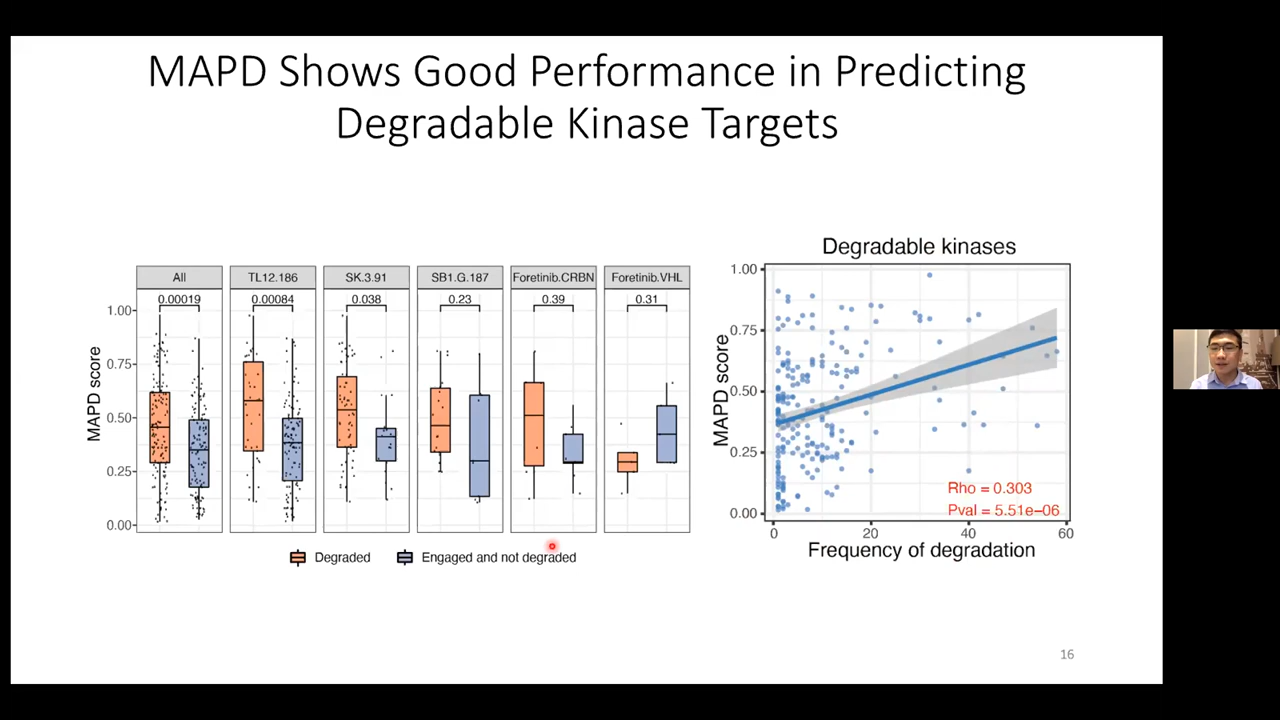 MAPD Shows Good Performance in Predicting
Degradable Kinase Targets
All TL12.186 SK.3.91 SB1.G.187 Foretinib.CRBN Foretinib.VHL
0.00019 0.00084 0.038 0.23 0.39 0.31
MAPD score
1.00
0.75
0.50
0.25
0.00
Degraded Engaged and not degraded
Degradable kinases
MAPD score
1.00
0.75
0.50
0.25
0.00
Rho = 0.303
Pval = 5.51e-06
0 20 40 60
Frequency of degradation
16